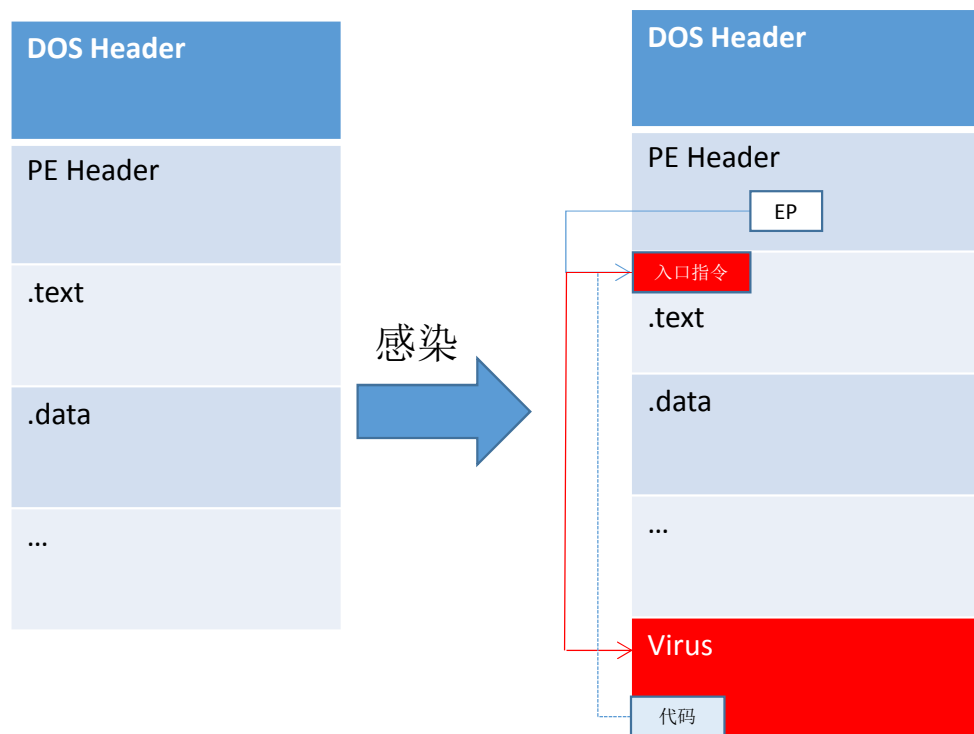 DOS Header
PE Header
.text
.data
...
感染
DOS Header
PE Header
EP
入口指令
.text
.data
...
Virus
代码